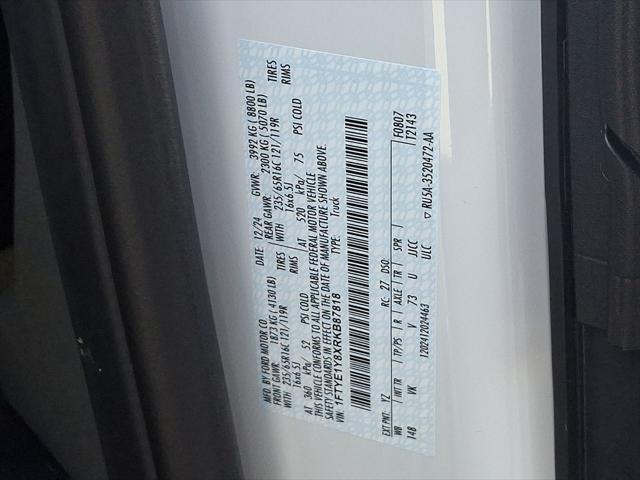 MFD. BY FORD MOTOR CO.
DATE: 12/24 GVWR: 3992 KG ( 8800 LB)
FRONT GAWR: 1873 KG ( 4130 LB) REAR GAWR: 2300 KG ( 5070 LB)
WITH 235/65R16C 121/119R TIRES WITH 235/65R16C 121/119R TIRES
16x6.5J RIMS 16x6.5J RIMS
AT 360 kPa/ 52 PSI COLD AT 520 kPa/ 75 PSI COLD
THIS VEHICLE CONFORMS TO ALL APPLICABLE FEDERAL MOTOR VEHICLE
SAFETY STANDARDS IN EFFECT ON THE DATE OF MANUFACTURE SHOWN ABOVE.
VIN: 1FTYE1Y8XRKB87818 TYPE: Truck
F0807
12143
EXT PNT: YZ RC: 27 DSO:
WB INT TR TP/PS R AXLE TR SPR
148 VK V 73 U JJCC
ULC
120241202463
RU5A-3520472-AA